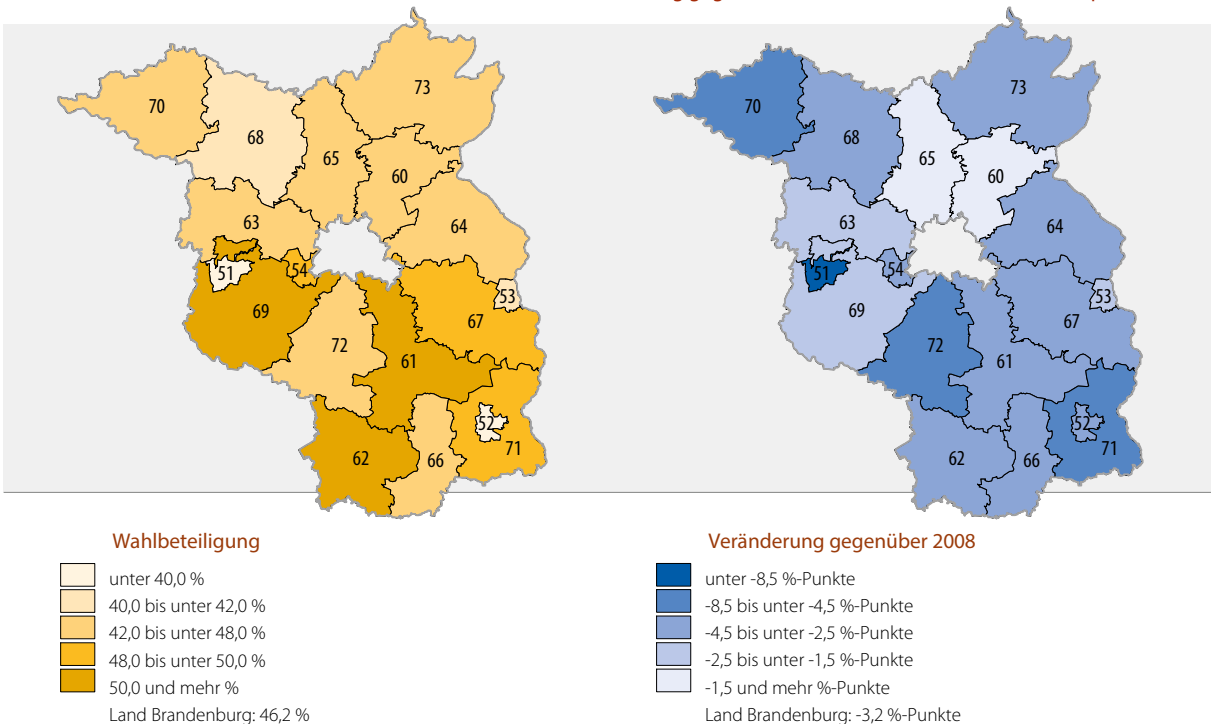 70
68
65
73
60
63
64
51
54
53
69
67
72
61
52
62
66
71
70
68
65
73
60
63
64
51
54
53
69
67
72
61
52
62
66
71
Wahlbeteiligung
unter 40,0 %
40,0 bis unter 42,0 %
42,0 bis unter 48,0 %
48,0 bis unter 50,0 %
50,0 und mehr %
Land Brandenburg: 46,2 %
Veränderung gegenüber 2008
unter -8,5 %-Punkte
-8,5 bis unter -4,5 %-Punkte
-4,5 bis unter -2,5 %-Punkte
-2,5 bis unter -1,5 %-Punkte
-1,5 und mehr %-Punkte
Land Brandenburg: -3,2 %-Punkte